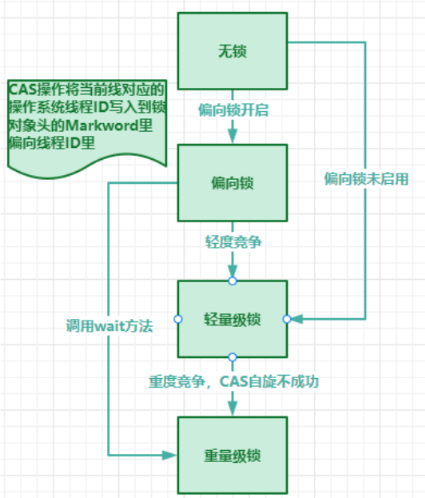 无锁
CAS操作将当前线对应的
操作系统线程ID写入到锁
对象头的Markword里
偏向线程ID里
偏向锁开启
偏向锁
偏向锁未启用
轻度竞争
轻量级锁
调用wait方法
重度竞争，CAS自旋不成功
重量级锁